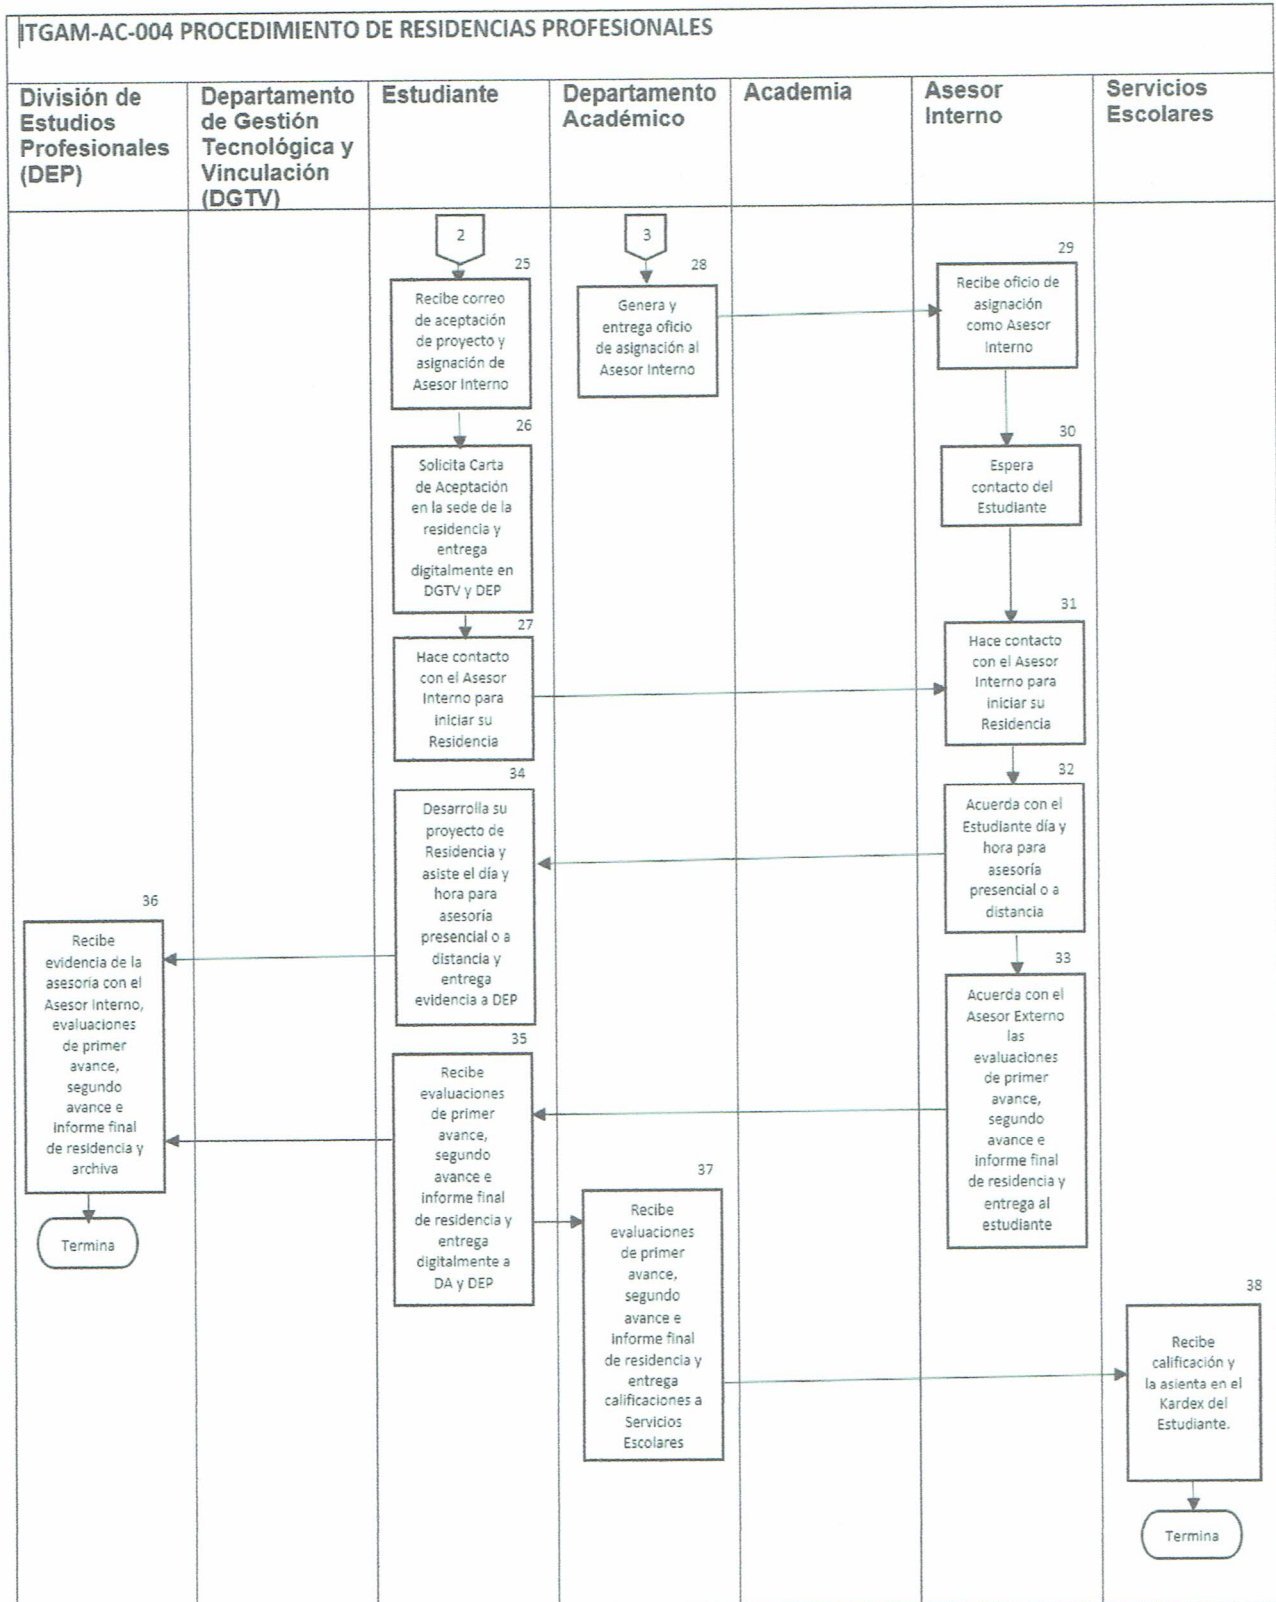 ITGAM-AC-004 PROCEDIMIENTO DE RESIDENCIAS PROFESIONALES
División de
Estudios
Profesionales
(DEP)
Departamento
de Gestión
Tecnológica y
Vinculación
(DGTV)
Estudiante
Departamento
Académico
Academia
Asesor
Interno
Servicios
Escolares
2
25
Recibe correo
de aceptación
de proyecto y
asignación de
Asesor Interno
3
28
Genera y
entrega oficio
de asignación al
Asesor Interno
29
Recibe oficio de
asignación
como Asesor
Interno
26
Solicita Carta
de Aceptación
en la sede de la
residencia y
entrega
digitalmente en
DGTV y DEP
30
Espera
contacto del
Estudiante
27
Hace contacto
con el Asesor
Interno para
iniciar su
Residencia
31
Hace contacto
con el Asesor
Interno para
iniciar su
Residencia
32
Acuerda con el
Estudiante día y
hora para
asesoría
presencial o a
distancia
34
Desarrolla su
proyecto de
Residencia y
asiste el día y
hora para
asesoría
presencial o a
distancia y
entrega
evidencia a DEP
33
Acuerda con el
Asesor Externo
las
evaluaciones
de primer
avance,
segundo
avance e
informe final
de residencia y
entrega al
estudiante
35
Recibe
evaluaciones
de primer
avance,
segundo
avance e
informe final
de residencia y
entrega
digitalmente a
DA y DEP
36
Recibe
evidencia de la
asesoría con el
Asesor Interno,
evaluaciones
de primer
avance,
segundo
avance e
informe final
de residencia y
archiva
Termina
37
Recibe
evaluaciones
de primer
avance,
segundo
avance e
informe final
de residencia y
entrega
calificaciones a
Servicios
Escolares
38
Recibe
calificación y
la asienta en el
Kardex del
Estudiante.
Termina